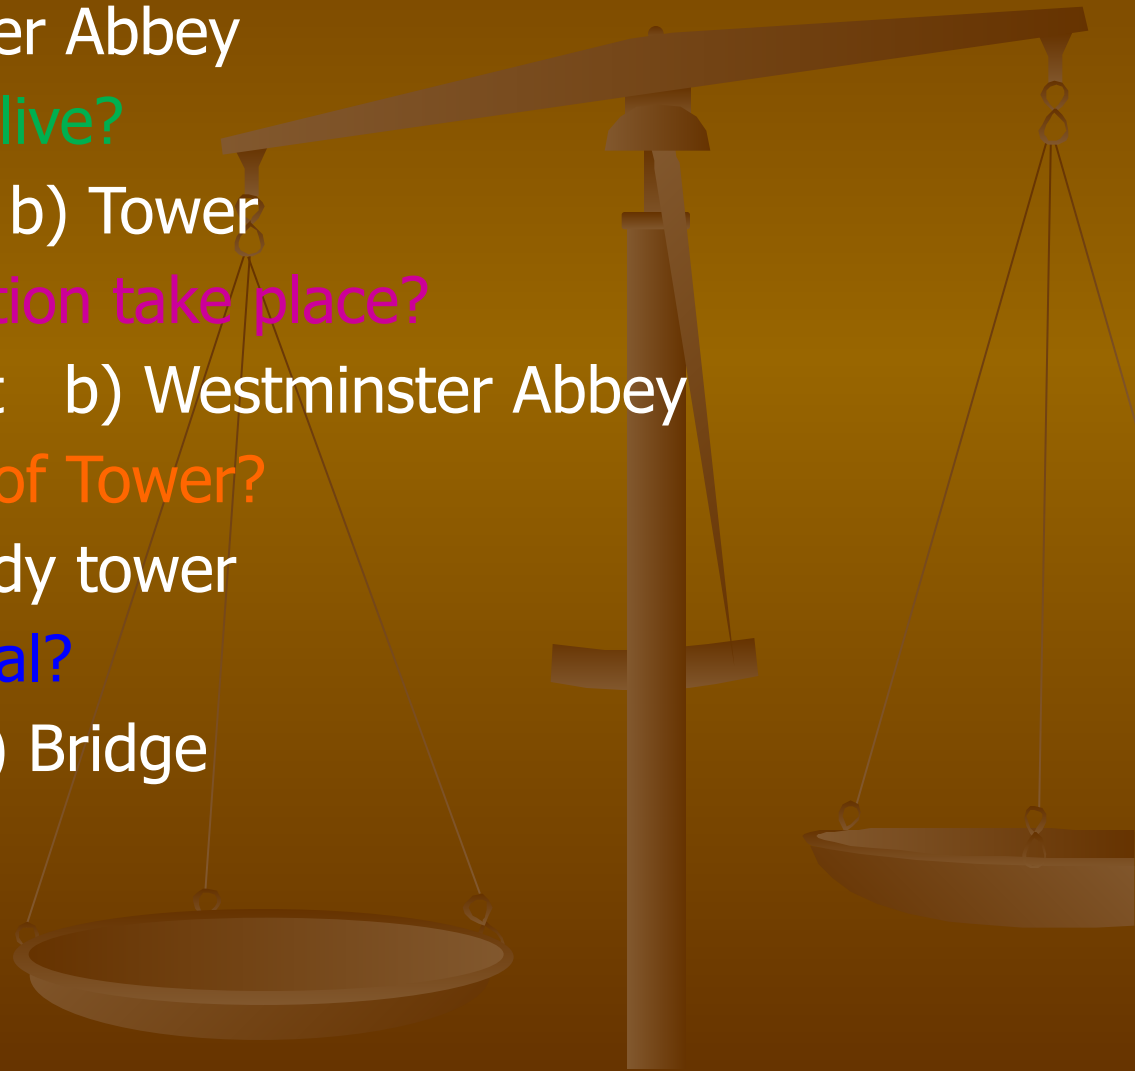 er Abbey
live?
b) Tower
tion take place?
t b) Westminster Abbey
of Tower?
dy tower
al?
) Bridge